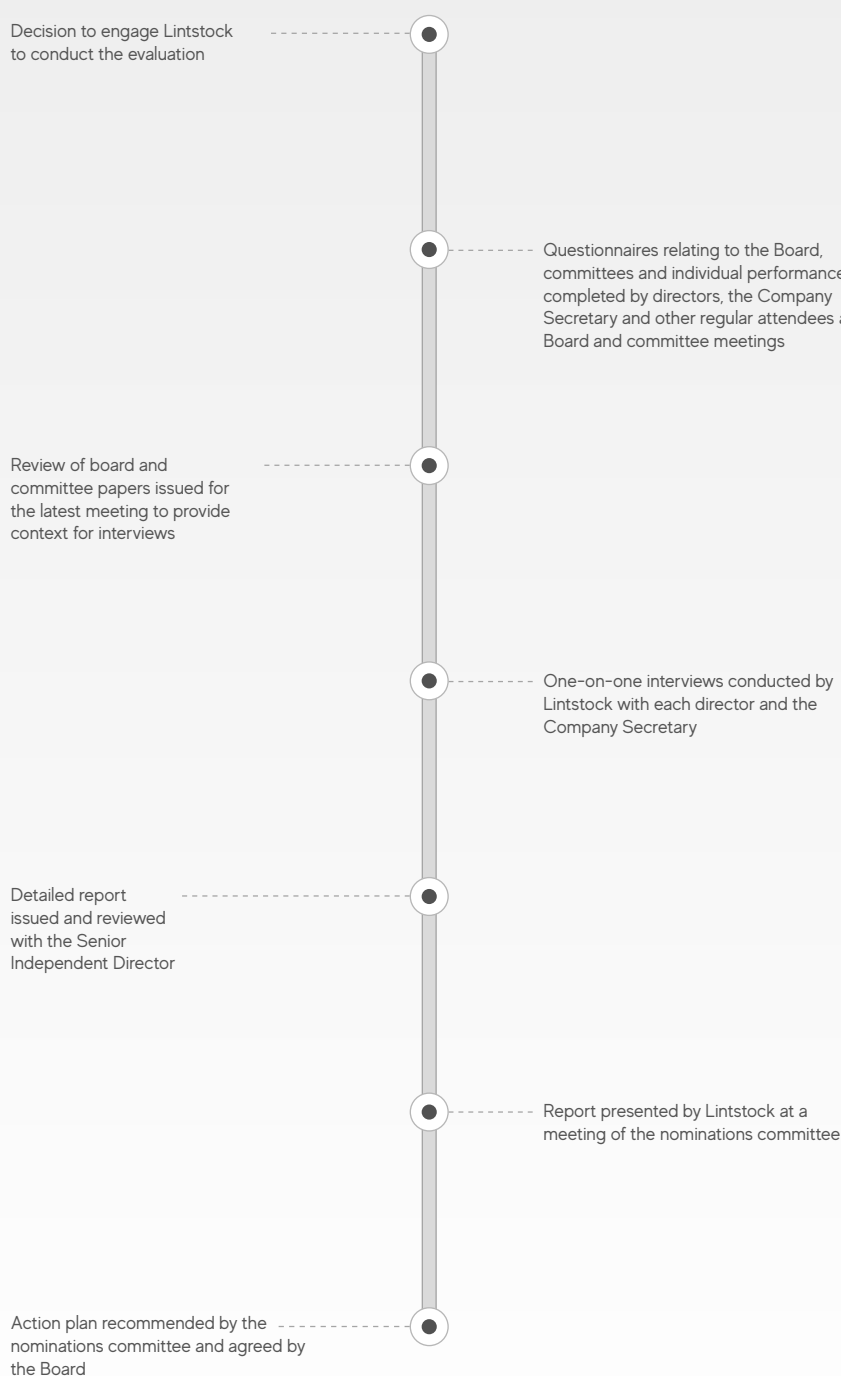 Decision to engage Lintstock
to conduct the evaluation
Questionnaires relating to the Board,
committees and individual performance
completed by directors, the Company
Secretary and other regular attendees
Board and committee meetings
Review of board and
committee papers issued for
the latest meeting to provide
context for interviews
One-on-one interviews conducted by
Lintstock with each director and the
Company Secretary
Detailed report
issued and reviewed
with the Senior
Independent Director
Report presented by Lintstock at a
meeting of the nominations committee
Action plan recommended by the
nominations committee and agreed by
the Board